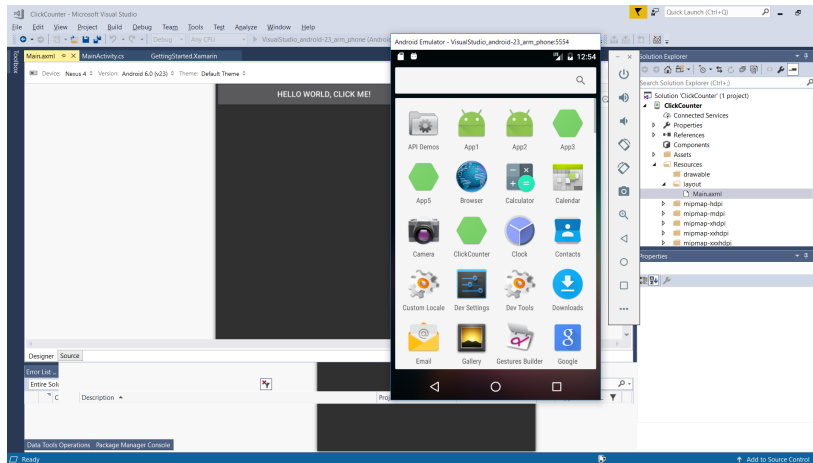 ClickCounter - Microsoft Visual Studio
Quick Launch (Ctrl+Q)
File Edit View Project Build Debug Team Tools Test Analyze Window Help
Debug Any CPU VisualStudio_android-23_arm_phone (Androi
Toolbox
Main.axml MainActivity.cs GettingStarted.Xamarin
Device: Nexus 4 Version: Android 6.0 (v23) Theme: Default Theme
HELLO WORLD, CLICK ME!
Android Emulator - VisualStudio_android-23_arm_phone:5554
12:54
API Demos App1 App2 App3
App5 Browser Calculator Calendar
Camera ClickCounter Clock Contacts
Custom Locale Dev Settings Dev Tools Downloads
Email Gallery Gestures Builder Google
Solution Explorer
Search Solution Explorer (Ctrl+;)
Solution 'ClickCounter' (1 project)
ClickCounter
Connected Services
Properties
References
Components
Assets
Resources
drawable
layout
Main.axml
mipmap-hdpi
mipmap-mdpi
mipmap-xhdpi
mipmap-xxhdpi
mipmap-xxxhdpi
Properties
Designer Source
Error List ..
Entire Solu
C Description Proj
Data Tools Operations Package Manager Console
Ready
Add to Source Control